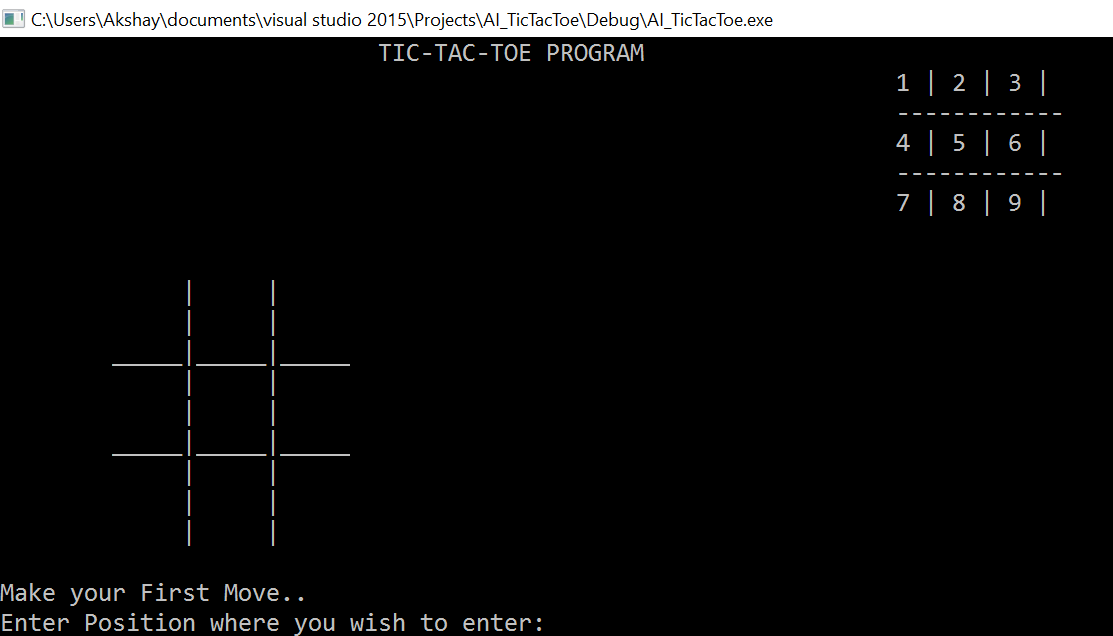 C:\Users\Akshay\documents\visual studio 2015\Projects\AI_TicTacToe\Debug\AI_TicTacToe.exe
TIC-TAC-TOE PROGRAM
1 | 2 | 3 |
------------
4 | 5 | 6 |
------------
7 | 8 | 9 |
Make your First Move..
Enter Position where you wish to enter: